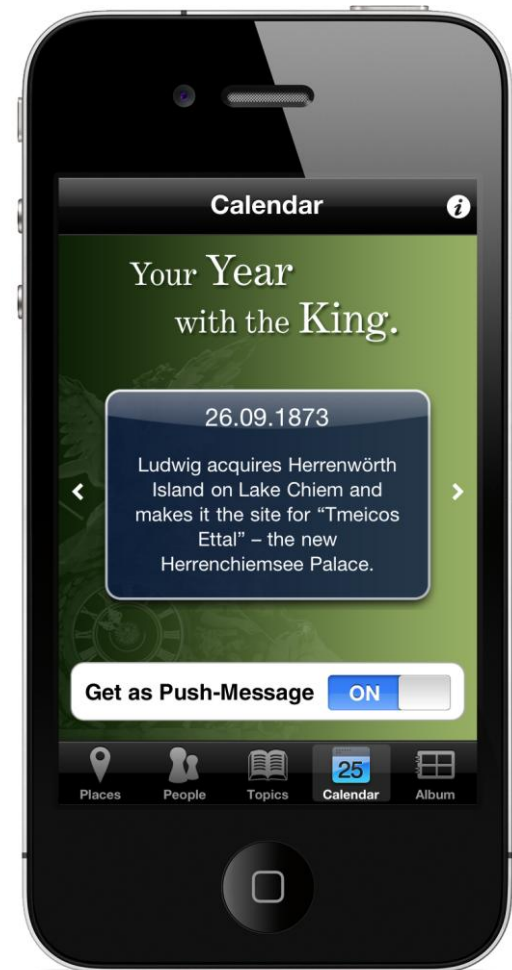 Calendar
Your Year
with the King.
26.09.1873
Ludwig acquires Herrenwörth
Island on Lake Chiem and
makes it the site for “Tmeicos
Ettal” – the new
Herrenchiemsee Palace.
Get as Push-Message ON
25
Places People Topics Calendar Album